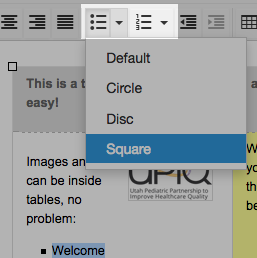 Default
Circle
Disc
Square
This is a t
easy!
Images an
can be inside
tables, no
problem:
Welcome
UPIQ
Utah Pediatric Partnership to
Improve Healthcare Quality
a
W
yo
th
be